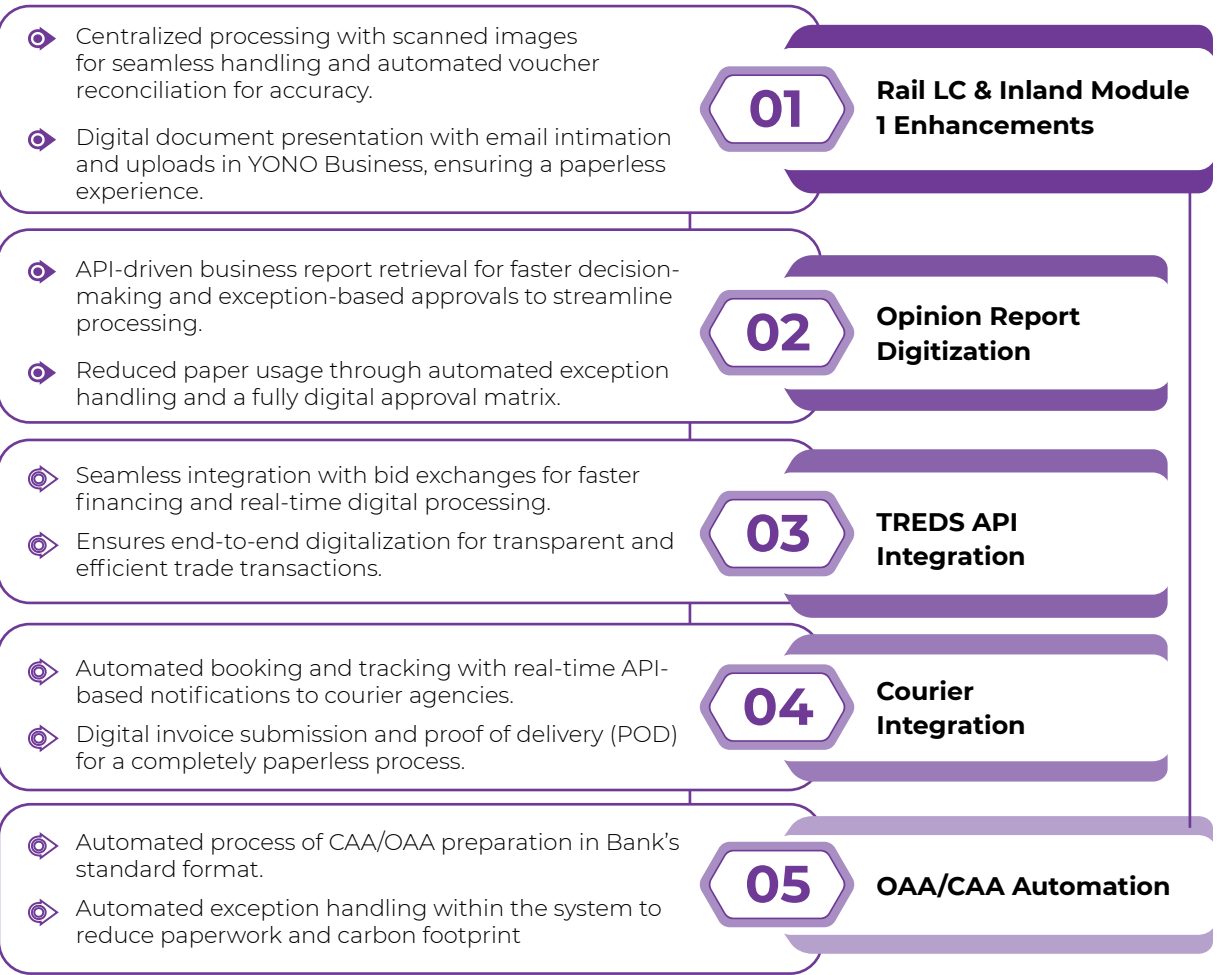 Centralized processing with scanned images
for seamless handling and automated voucher
reconciliation for accuracy.
Digital document presentation with email intimation
and uploads in YONO Business, ensuring a paperless
experience.
01
Rail LC & Inland Module
1 Enhancements
API-driven business report retrieval for faster decision-
making and exception-based approvals to streamline
processing.
Reduced paper usage through automated exception
handling and a fully digital approval matrix.
02
Opinion Report
Digitization
Seamless integration with bid exchanges for faster
financing and real-time digital processing.
Ensures end-to-end digitalization for transparent and
efficient trade transactions.
03
TREDS API
Integration
Automated booking and tracking with real-time API-
based notifications to courier agencies.
Digital invoice submission and proof of delivery (POD)
for a completely paperless process.
04
Courier
Integration
Automated process of CAA/OAA preparation in Bank’s
standard format.
Automated exception handling within the system to
reduce paperwork and carbon footprint
05
OAA/CAA Automation